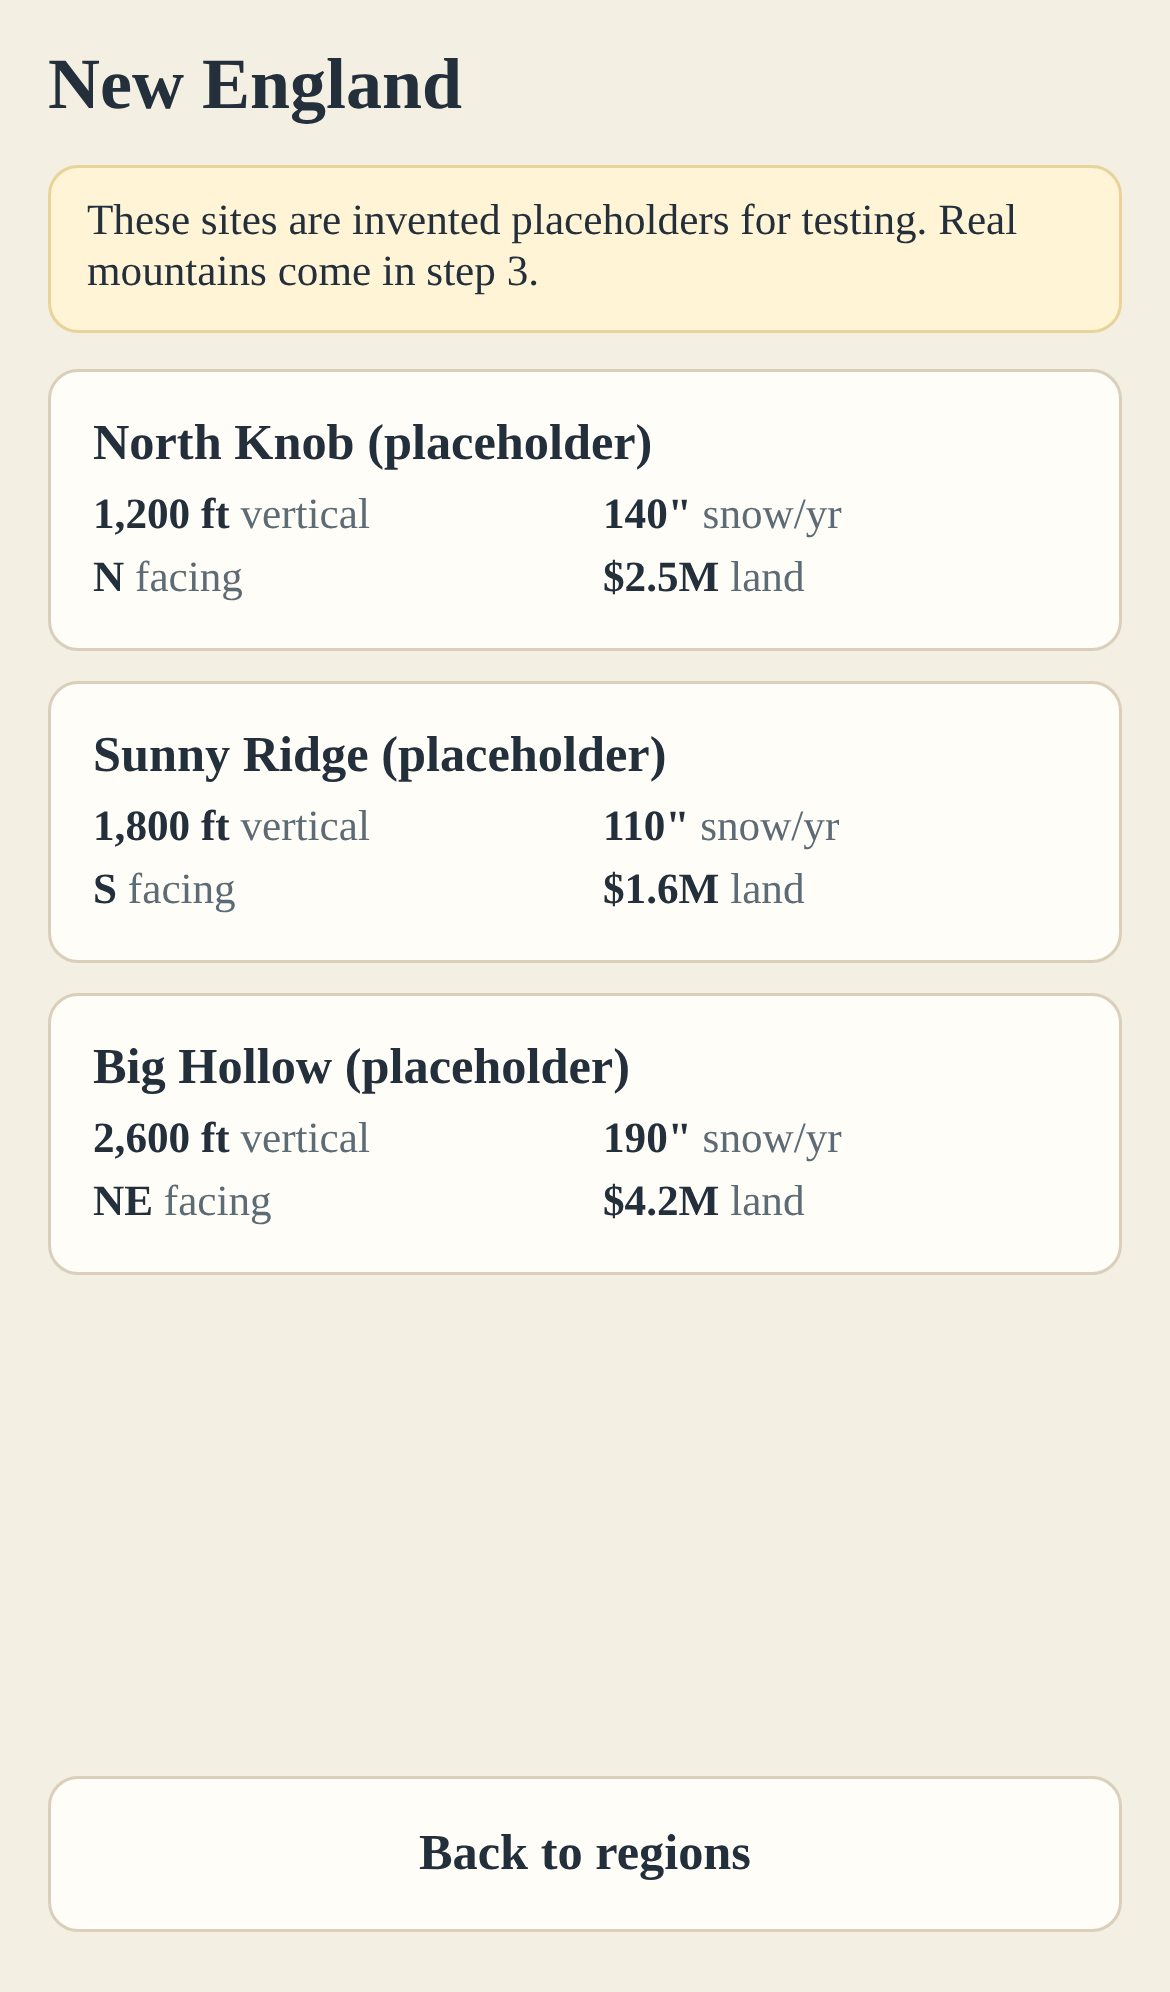 New England
These sites are invented placeholders for testing. Real
mountains come in step 3.
North Knob (placeholder)
1,200 ft vertical 140" snow/yr
N facing $2.5M land
Sunny Ridge (placeholder)
1,800 ft vertical 110" snow/yr
S facing $1.6M land
Big Hollow (placeholder)
2,600 ft vertical 190" snow/yr
NE facing $4.2M land
Back to regions